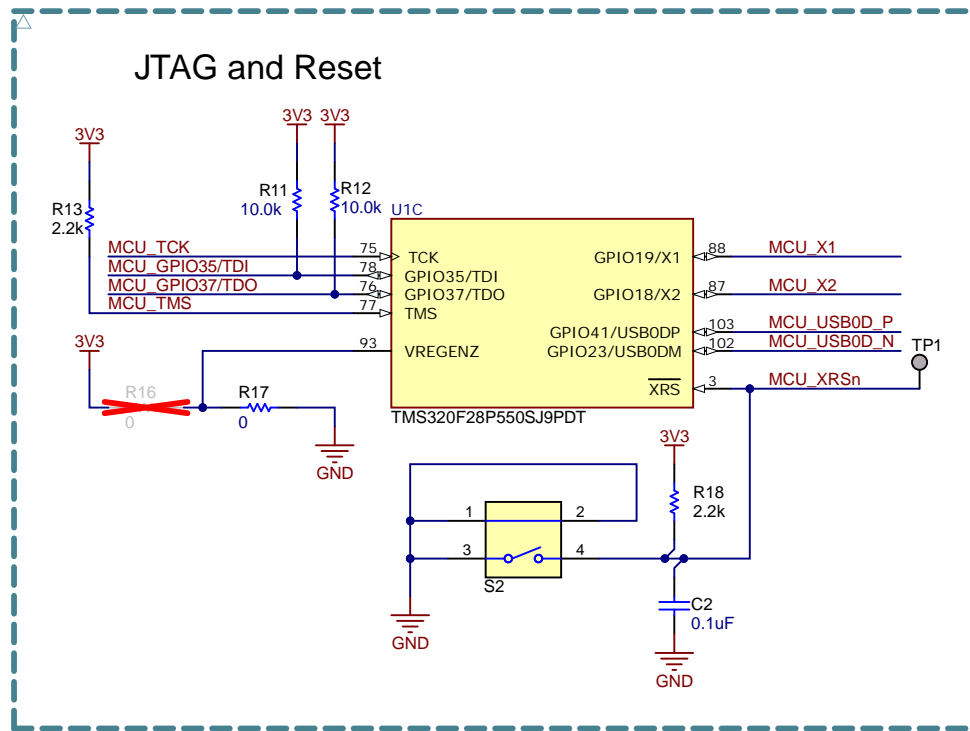 JTAG and Reset
3V3 3V3
3V3
R11 R12
10.0k 10.0k
R13
2.2k
U1C
MCU_TCK 75 TCK GPIO19/X1 88 MCU_X1
MCU_GPIO35/TDI 78 GPIO35/TDI
MCU_GPIO37/TDO 76 GPIO37/TDO GPIO18/X2 87 MCU_X2
MCU_TMS 77 TMS
GPIO41/USB0DP 103 MCU_USB0D_P
93 VREGENZ GPIO23/USB0DM 102 MCU_USB0D_N
TP1
3V3
XRS 3 MCU_XRSn
R16 R17
0 0
TMS320F28P550SJ9PDT
GND
3V3
R18
2.2k
1 2
3 4
S2
C2
0.1uF
GND
GND